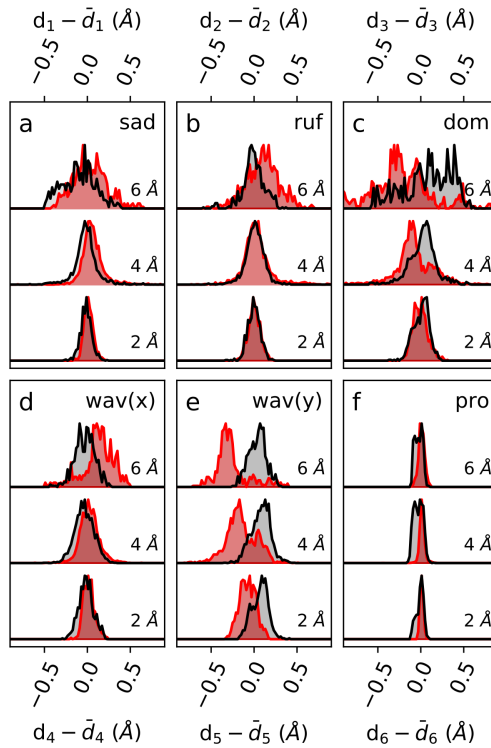 d₁ − d̄₁ (Å) d₂ − d̄₂ (Å) d₃ − d̄₃ (Å)
−0.5 0.0 0.5 −0.5 0.0 0.5 −0.5 0.0 0.5
a sad b ruf c dom
6 Å 6 Å 6 Å
4 Å 4 Å 4 Å
2 Å 2 Å 2 Å
d wav(x) e wav(y) f pro
6 Å 6 Å 6 Å
4 Å 4 Å 4 Å
2 Å 2 Å 2 Å
−0.5 0.0 0.5 −0.5 0.0 0.5 −0.5 0.0 0.5
d₄ − d̄₄ (Å) d₅ − d̄₅ (Å) d₆ − d̄₆ (Å)